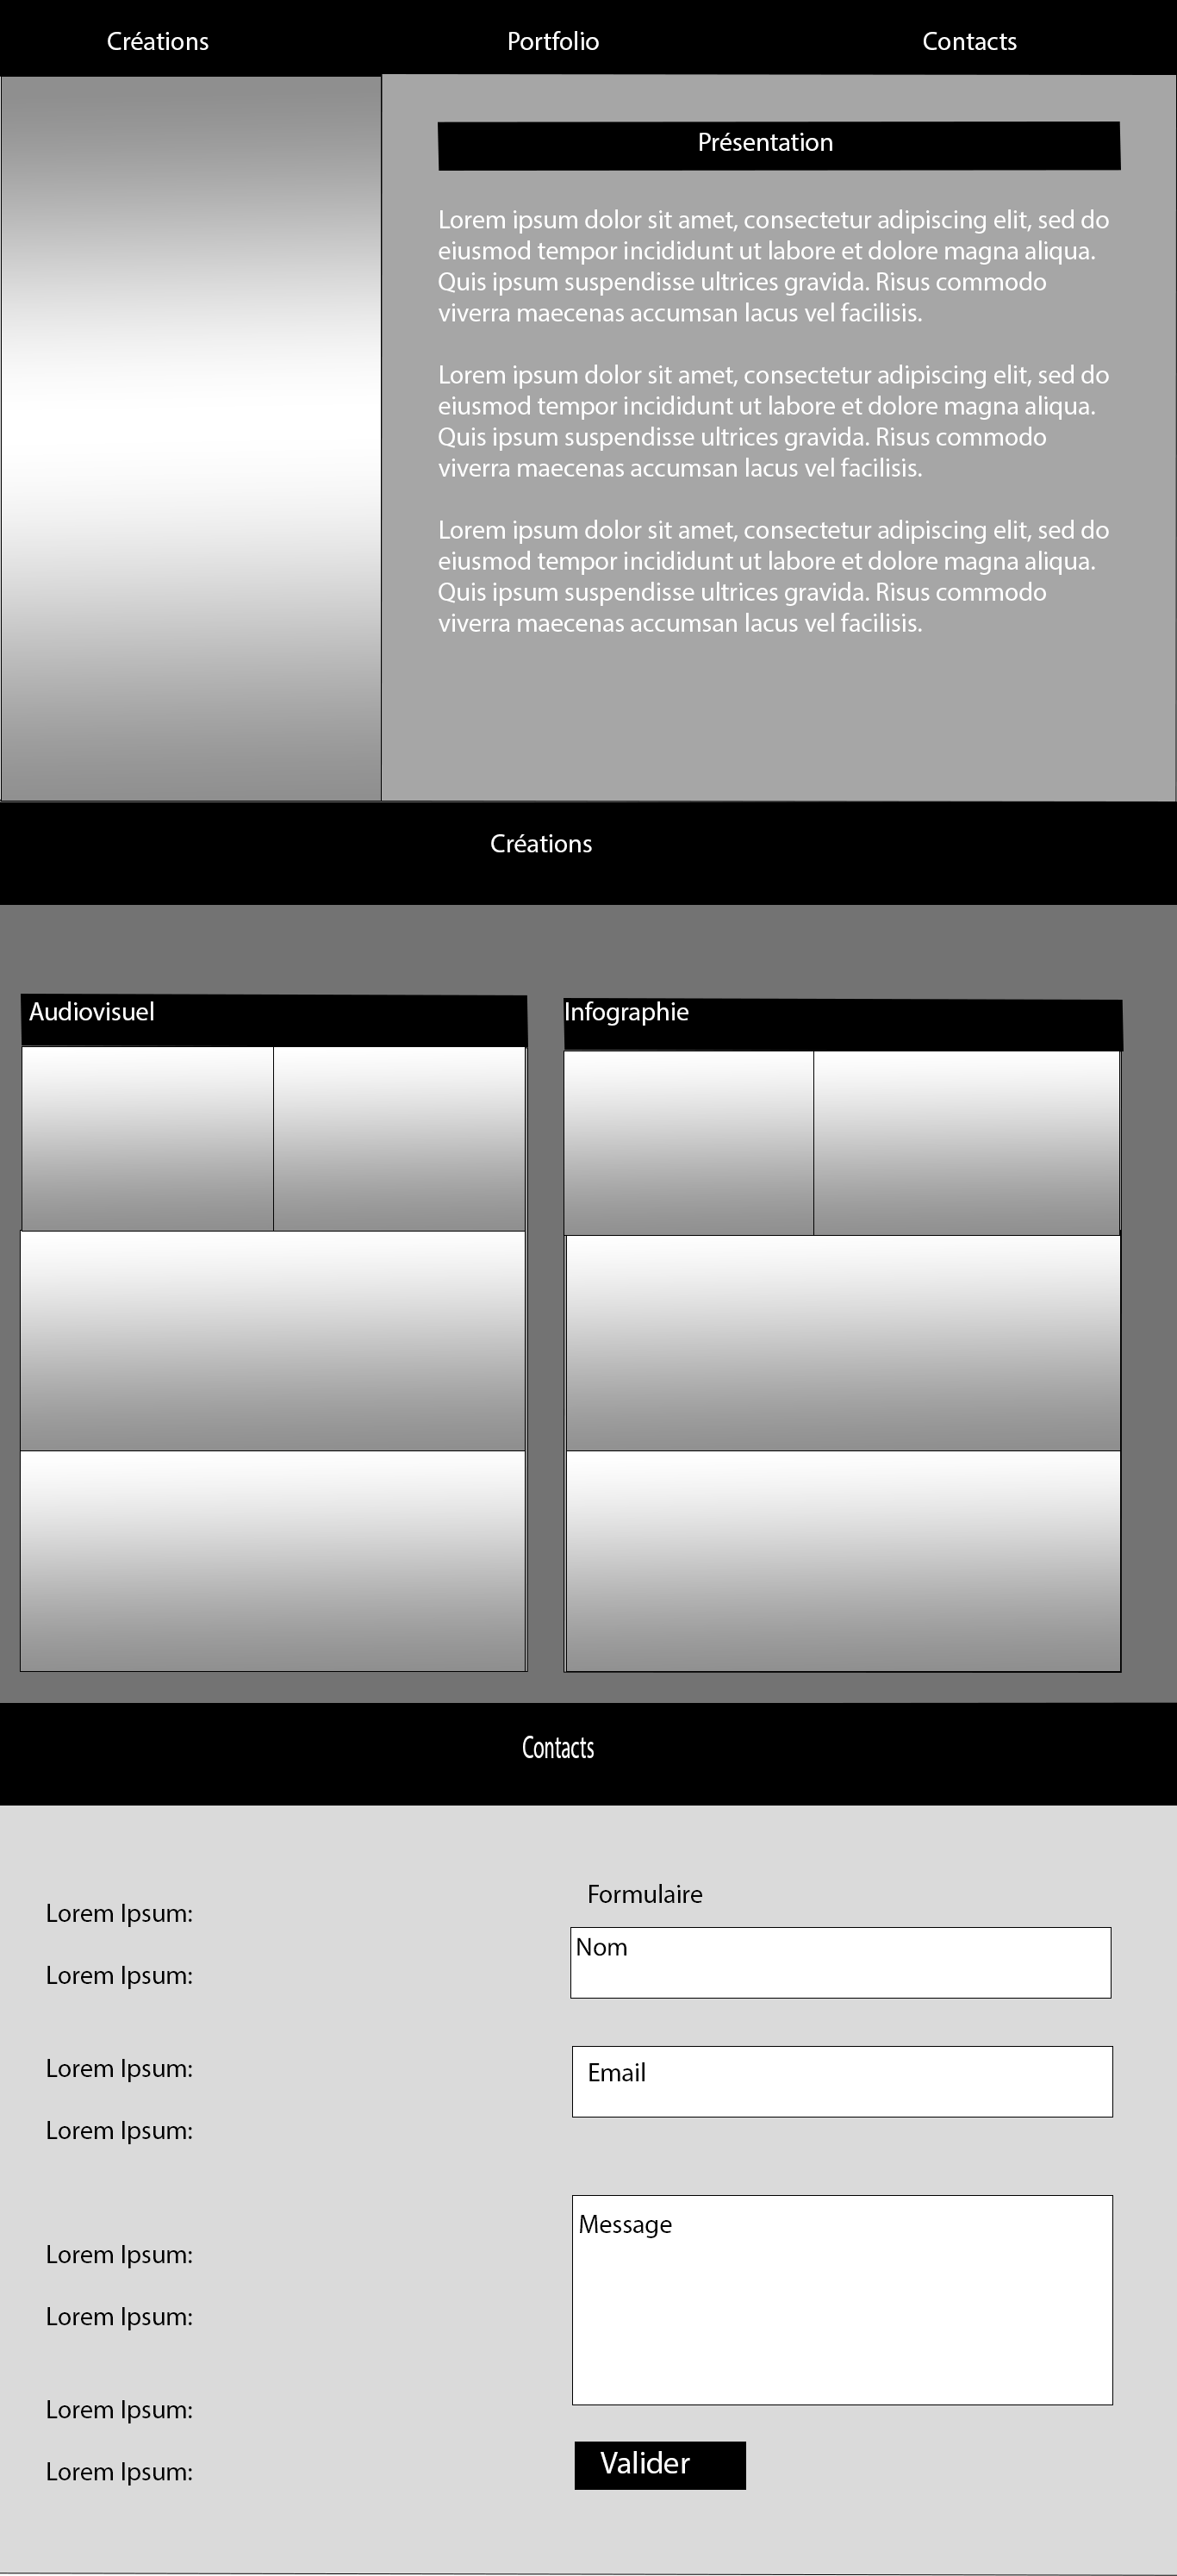 Créations
Portfolio
Contacts
Présentation
Lorem ipsum dolor sit amet, consectetur adipiscing elit, sed do
eiusmod tempor incididunt ut labore et dolore magna aliqua.
Quis ipsum suspendisse ultrices gravida. Risus commodo
viverra maecenas accumsan lacus vel facilisis.
Lorem ipsum dolor sit amet, consectetur adipiscing elit, sed do
eiusmod tempor incididunt ut labore et dolore magna aliqua.
Quis ipsum suspendisse ultrices gravida. Risus commodo
viverra maecenas accumsan lacus vel facilisis.
Lorem ipsum dolor sit amet, consectetur adipiscing elit, sed do
eiusmod tempor incididunt ut labore et dolore magna aliqua.
Quis ipsum suspendisse ultrices gravida. Risus commodo
viverra maecenas accumsan lacus vel facilisis.
Créations
Audiovisuel
Infographie
Contacts
Lorem Ipsum:
Lorem Ipsum:
Lorem Ipsum:
Lorem Ipsum:
Lorem Ipsum:
Lorem Ipsum:
Lorem Ipsum:
Lorem Ipsum:
Formulaire
Nom
Email
Message
Valider